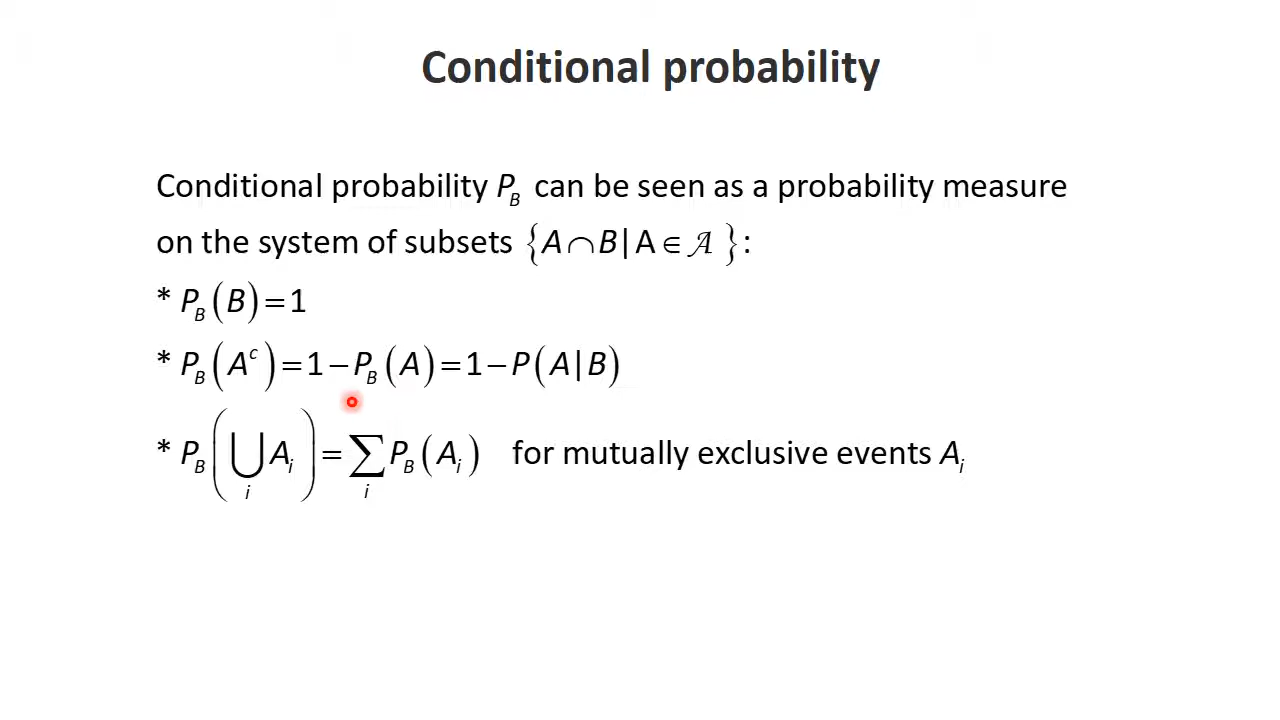 Conditional probability
Conditional probability P_B can be seen as a probability measure
on the system of subsets {A∩B|A∈𝒜}:
* P_B(B)=1
* P_B(A^c)=1−P_B(A)=1−P(A|B)
* P_B(⋃_i A_i)=∑_i P_B(A_i) for mutually exclusive events A_i